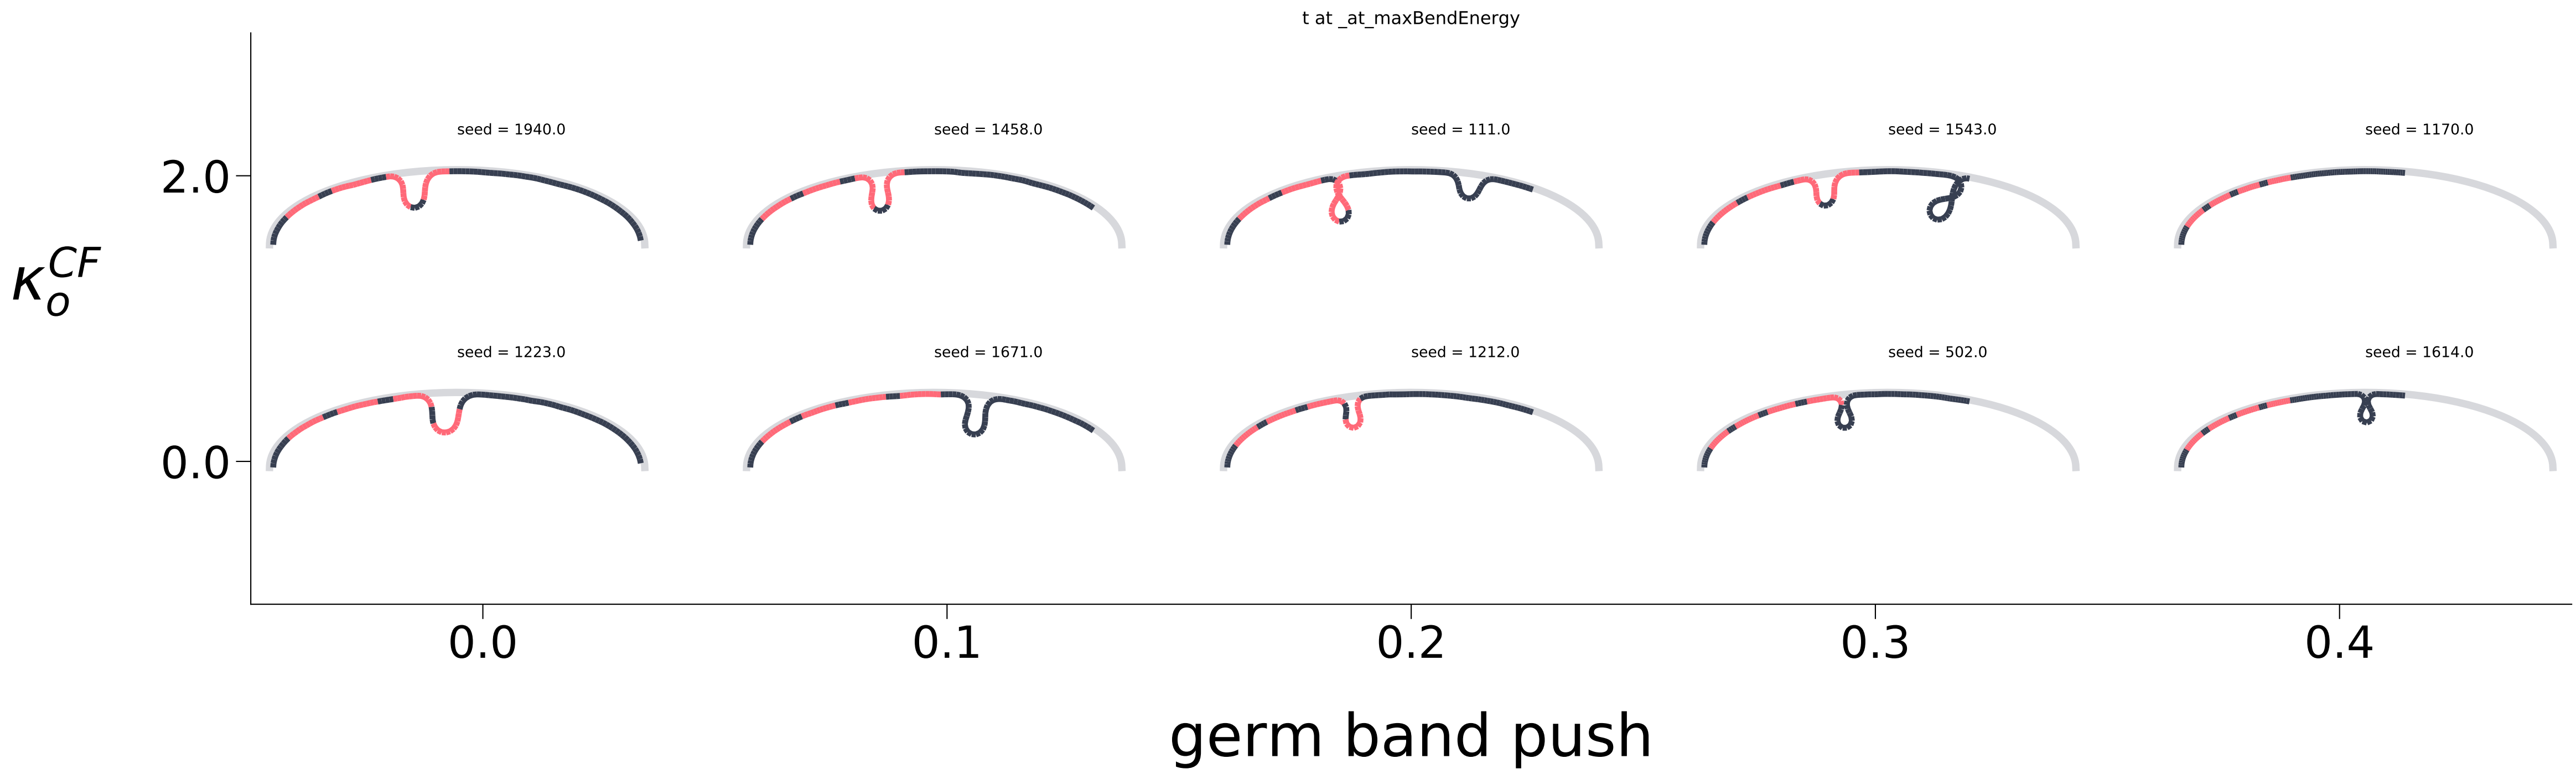 t at _at_maxBendEnergy
seed = 1940.0
seed = 1458.0
seed = 111.0
seed = 1543.0
seed = 1170.0
2.0
κ_o^{CF}
seed = 1223.0
seed = 1671.0
seed = 1212.0
seed = 502.0
seed = 1614.0
0.0
0.0
0.1
0.2
0.3
0.4
germ band push